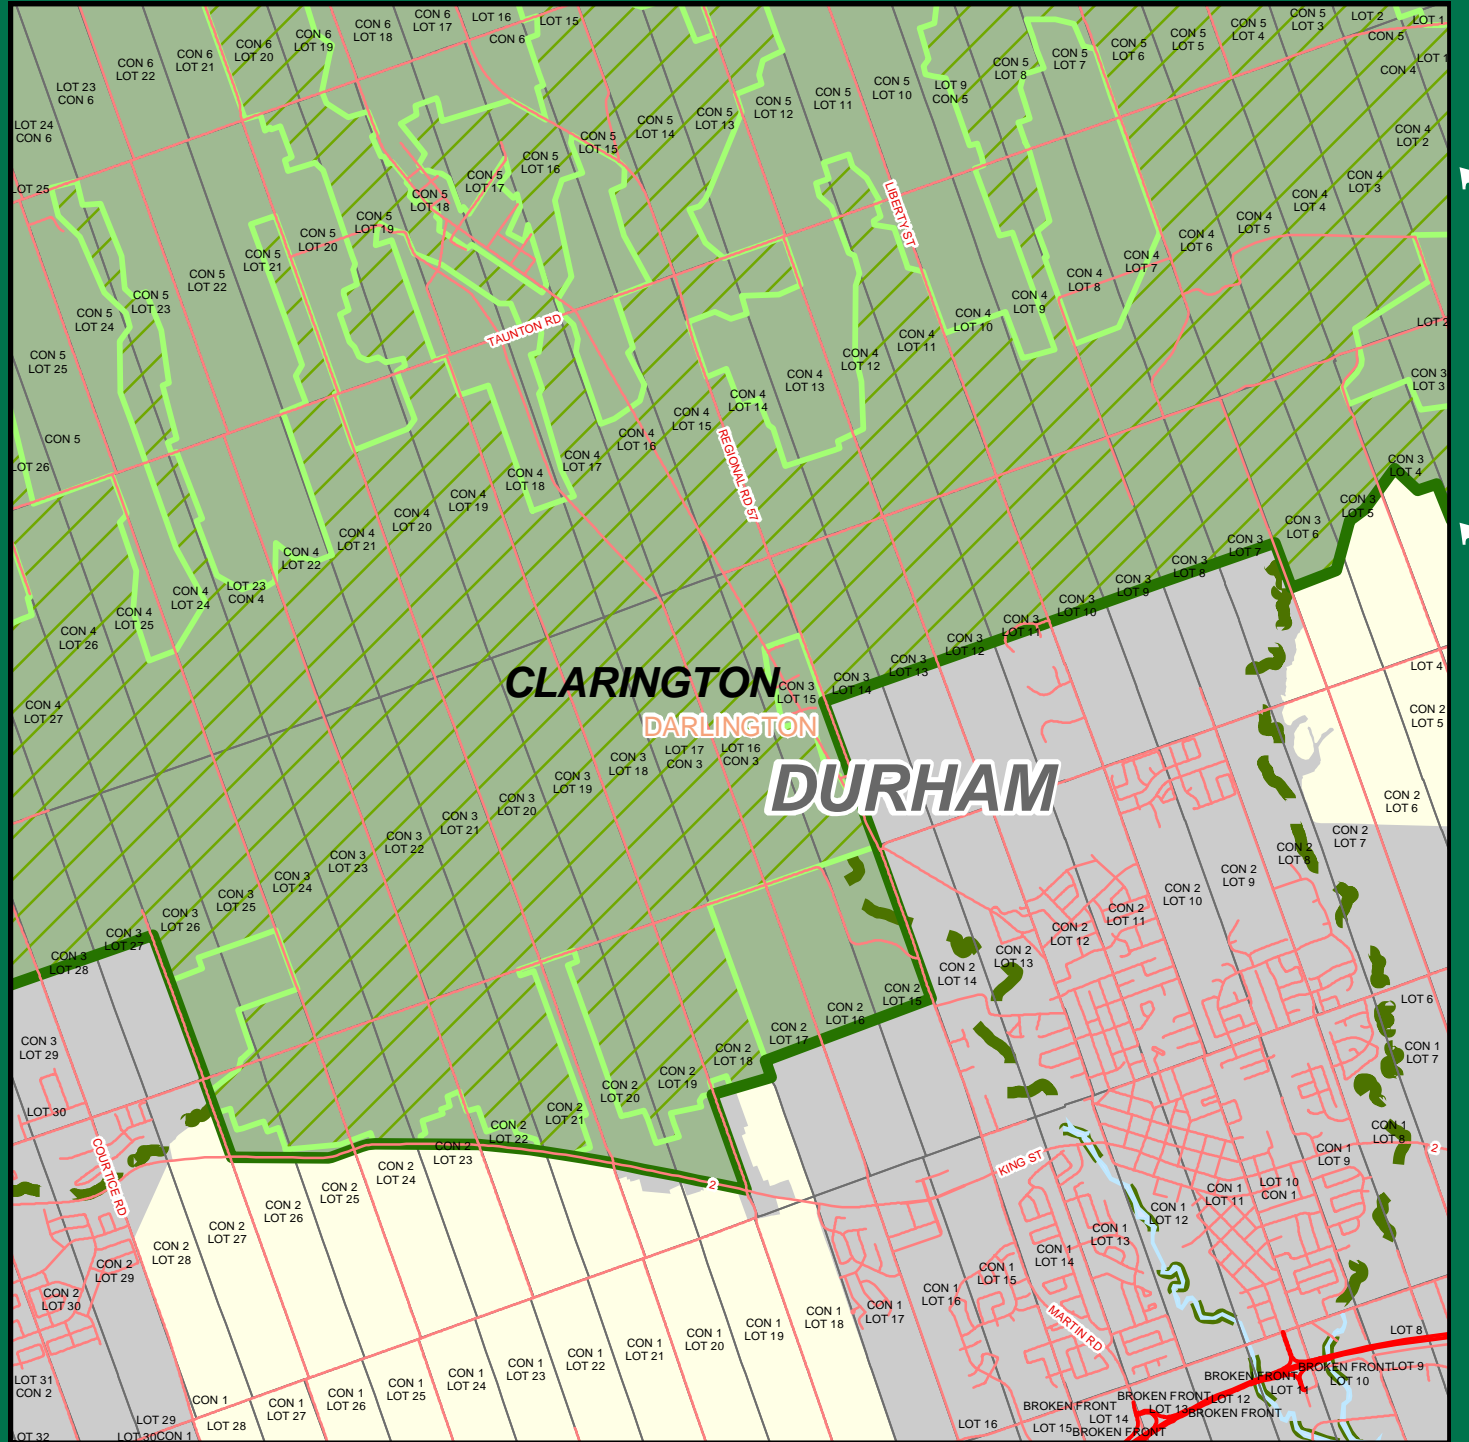 CON 6
LOT 17
LOT 16
LOT 15
CON 6
LOT 18
CON 6
CON 6
LOT 19
CON 6
LOT 20
CON 6
LOT 21
CON 6
LOT 22
LOT 23
CON 6
LOT 24
CON 6
CON 5
LOT 3
LOT 2
CON 5
CON 5
LOT 4
CON 5
LOT 5
CON 5
LOT 6
CON 5
LOT 7
CON 5
LOT 8
LOT 9
CON 5
CON 5
LOT 10
CON 5
LOT 11
CON 5
LOT 12
CON 5
LOT 13
CON 5
LOT 14
CON 5
LOT 15
CON 5
LOT 16
CON 5
LOT 17
CON 5
LOT 18
CON 5
LOT 19
CON 5
LOT 20
CON 5
LOT 21
CON 5
LOT 22
CON 5
LOT 23
CON 5
LOT 24
CON 5
LOT 25
CON 5
CON 4
CON 4
LOT 2
CON 4
LOT 3
CON 4
LOT 4
CON 4
LOT 5
CON 4
LOT 6
CON 4
LOT 7
CON 4
LOT 8
CON 4
LOT 9
CON 4
LOT 10
CON 4
LOT 11
CON 4
LOT 12
CON 4
LOT 13
CON 4
LOT 14
CON 4
LOT 15
CON 4
LOT 16
CON 4
LOT 17
CON 4
LOT 18
CON 4
LOT 19
CON 4
LOT 20
CON 4
LOT 21
CON 4
LOT 22
LOT 23
CON 4
CON 4
LOT 24
CON 4
LOT 25
CON 4
LOT 26
CON 4
LOT 27
LIBERTY ST
TAUNTON RD
REGIONAL RD 57
CON 3
LOT 3
CON 3
LOT 4
CON 3
LOT 5
CON 3
LOT 6
CON 3
LOT 7
CON 3
LOT 8
CON 3
LOT 9
CON 3
LOT 10
CON 3
LOT 11
CON 3
LOT 12
CON 3
LOT 13
CON 3
LOT 14
CON 3
LOT 15
CLARINGTON
DARLINGTON
DURHAM
LOT 16
CON 3
LOT 17
CON 3
CON 3
LOT 18
CON 3
LOT 19
CON 3
LOT 20
CON 3
LOT 21
CON 3
LOT 22
CON 3
LOT 23
CON 3
LOT 24
CON 3
LOT 25
CON 3
LOT 26
CON 3
LOT 27
CON 3
LOT 28
CON 3
LOT 29
LOT 30
LOT 4
CON 2
LOT 5
CON 2
LOT 6
CON 2
LOT 7
CON 2
LOT 8
CON 2
LOT 9
CON 2
LOT 10
CON 2
LOT 11
CON 2
LOT 12
CON 2
LOT 13
CON 2
LOT 14
CON 2
LOT 15
CON 2
LOT 16
CON 2
LOT 17
CON 2
LOT 18
CON 2
LOT 19
CON 2
LOT 20
CON 2
LOT 21
CON 2
LOT 22
CON 2
LOT 23
CON 2
LOT 24
CON 2
LOT 25
CON 2
LOT 26
CON 2
LOT 27
CON 2
LOT 28
CON 2
LOT 29
CON 2
LOT 30
LOT 31
CON 2
COURTICE RD
2
2
KING ST
MARTIN RD
LOT 6
CON 1
LOT 7
CON 1
LOT 8
CON 1
LOT 9
LOT 10
CON 1
CON 1
LOT 11
CON 1
LOT 12
CON 1
LOT 13
CON 1
LOT 14
CON 1
LOT 15
CON 1
LOT 16
CON 1
LOT 17
CON 1
LOT 18
CON 1
LOT 19
CON 1
LOT 20
CON 1
LOT 21
CON 1
LOT 22
CON 1
LOT 23
CON 1
LOT 24
CON 1
LOT 25
CON 1
LOT 26
CON 1
LOT 27
CON 1
LOT 28
LOT 29
LOT 30
CON 1
LOT 8
LOT 9
BROKEN FRONT
LOT 10
BROKEN FRONT
LOT 11
LOT 12
BROKEN FRONT
BROKEN FRONT
LOT 13
BROKEN FRONT
LOT 14
LOT 15
BROKEN FRONT
LOT 16